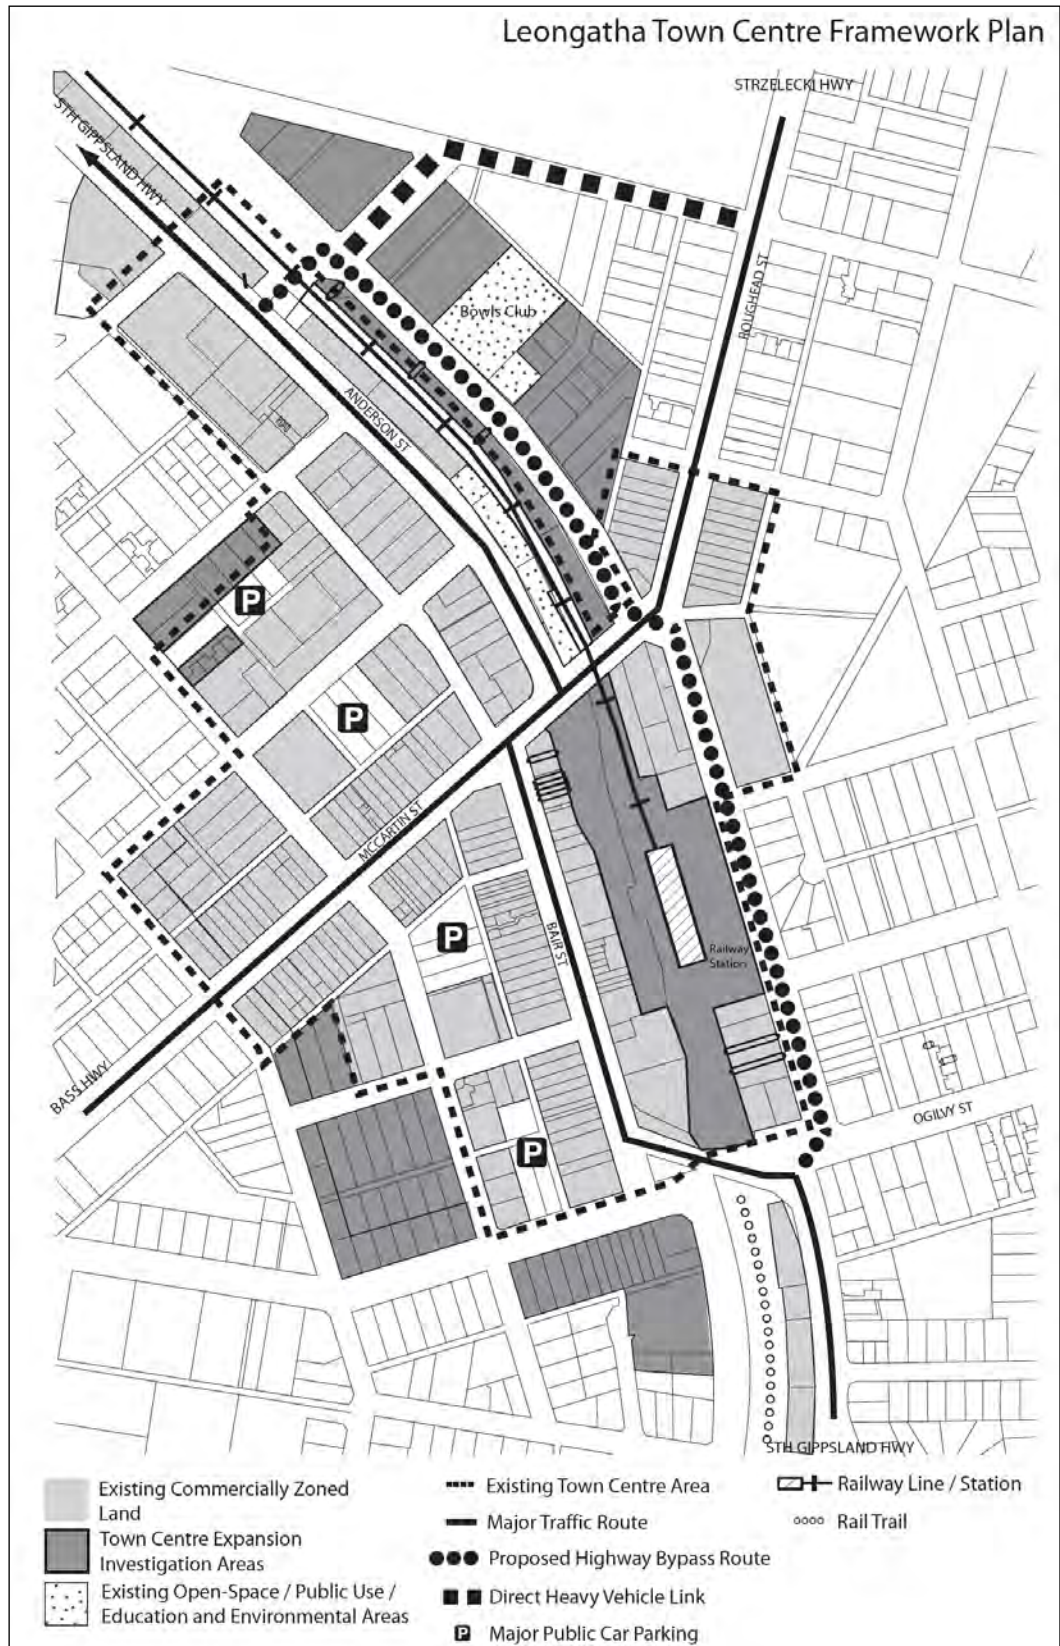 Leongatha Town Centre Framework Plan
STRZELECKI HWY
STH GIPPSLAND HWY
ROUGHEAD ST
Bowls Club
ANDERSON ST
P
P
MCCARTIN ST
P
BAIR ST
Railway
Station
BASS HWY
OGILVY ST
P
STH GIPPSLAND HWY
Existing Commercially Zoned
Land
Town Centre Expansion
Investigation Areas
Existing Open-Space / Public Use /
Education and Environmental Areas
Existing Town Centre Area
Major Traffic Route
Proposed Highway Bypass Route
Direct Heavy Vehicle Link
P Major Public Car Parking
Railway Line / Station
Rail Trail